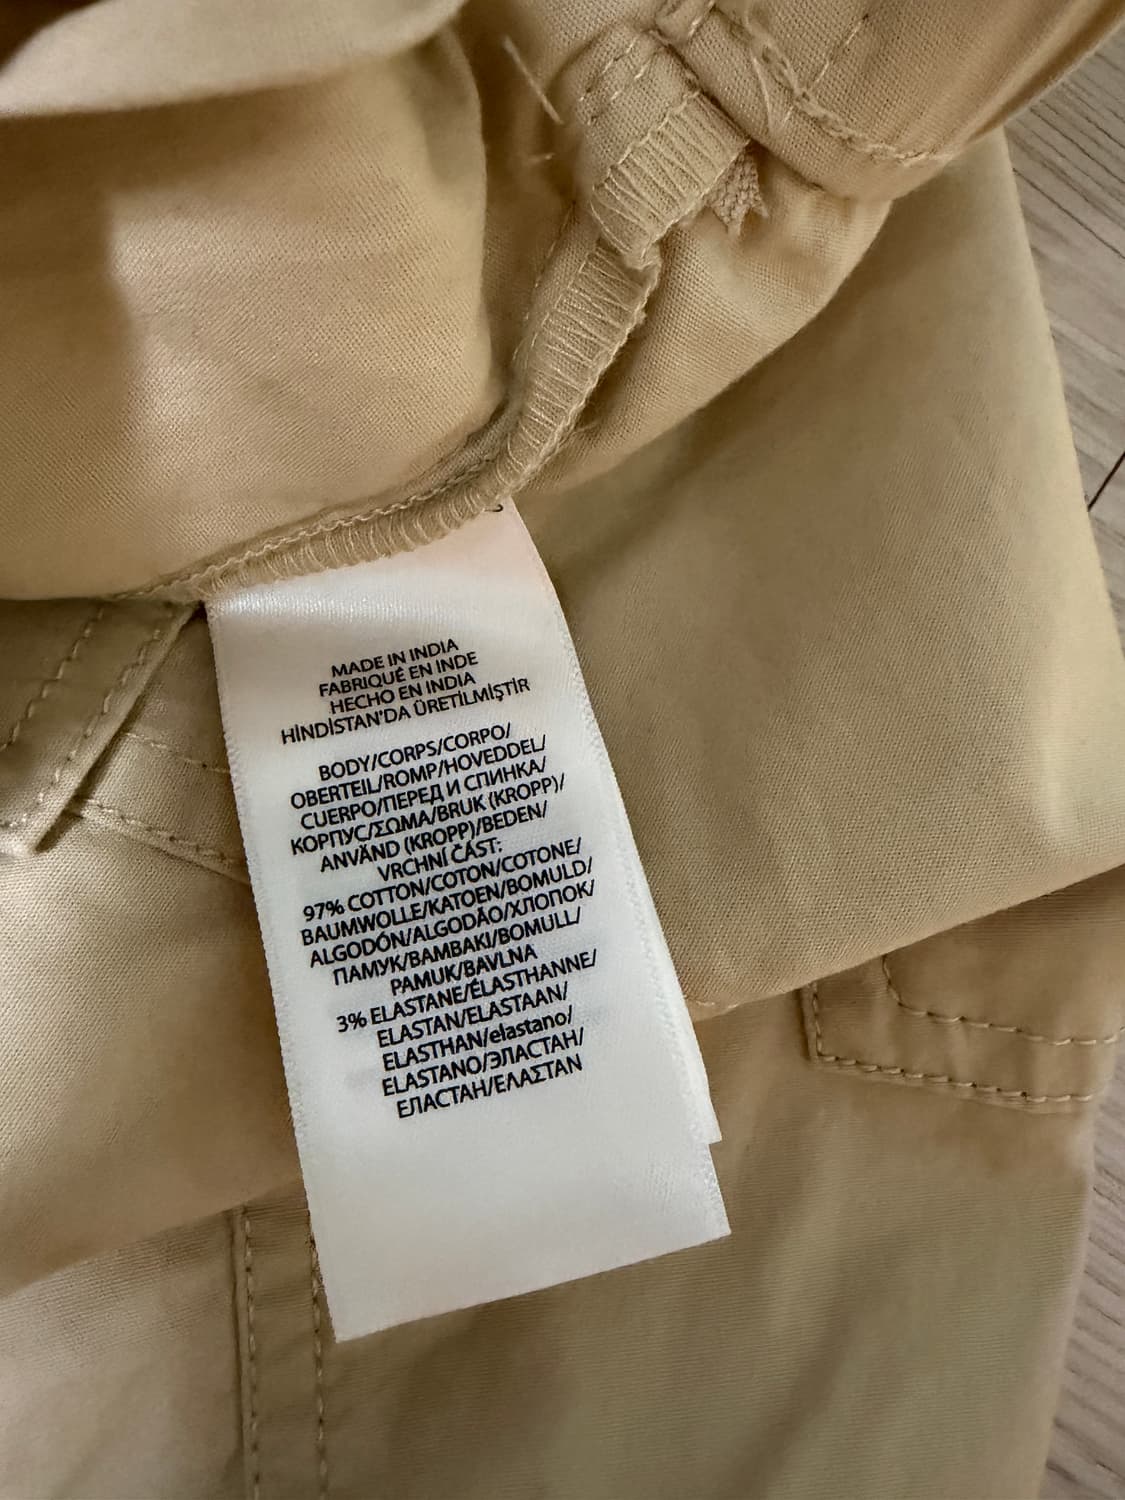 MADE IN INDIA
FABRIQUÉ EN INDE
HECHO EN INDIA
HİNDİSTAN'DA ÜRETİLMİŞTİR
BODY/CORPS/CORPO/
OBERTEIL/ROMP/HOVEDDEL/
CUERPO/ПЕРЕД И СПИНКА/
КОРПУС/ΣΩΜΑ/BRUK (KROPP)/
ANVÄND (KROPP)/BEDEN/
VRCHNÍ ČÁST:
97% COTTON/COTON/COTONE/
BAUMWOLLE/KATOEN/BOMULD/
ALGODÓN/ALGODÃO/ХЛОПОК/
ПАМУК/ΒΑΜΒΑΚΙ/BOMULL/
PAMUK/BAVLNA
3% ELASTANE/ÉLASTHANNE/
ELASTAN/ELASTAAN/
ELASTHAN/elastano/
ELASTANO/ЭЛАСТАН/
ЕЛАСТАН/ΕΛΑΣΤΑΝ